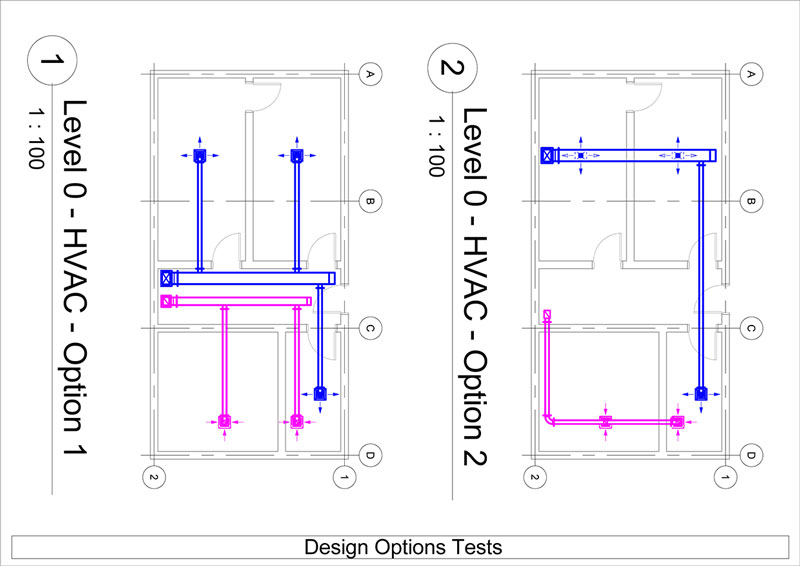 1
Level 0 - HVAC - Option 1
1 : 100
A
B
C
D
2
1
2
Level 0 - HVAC - Option 2
1 : 100
A
B
C
D
2
1
Design Options Tests